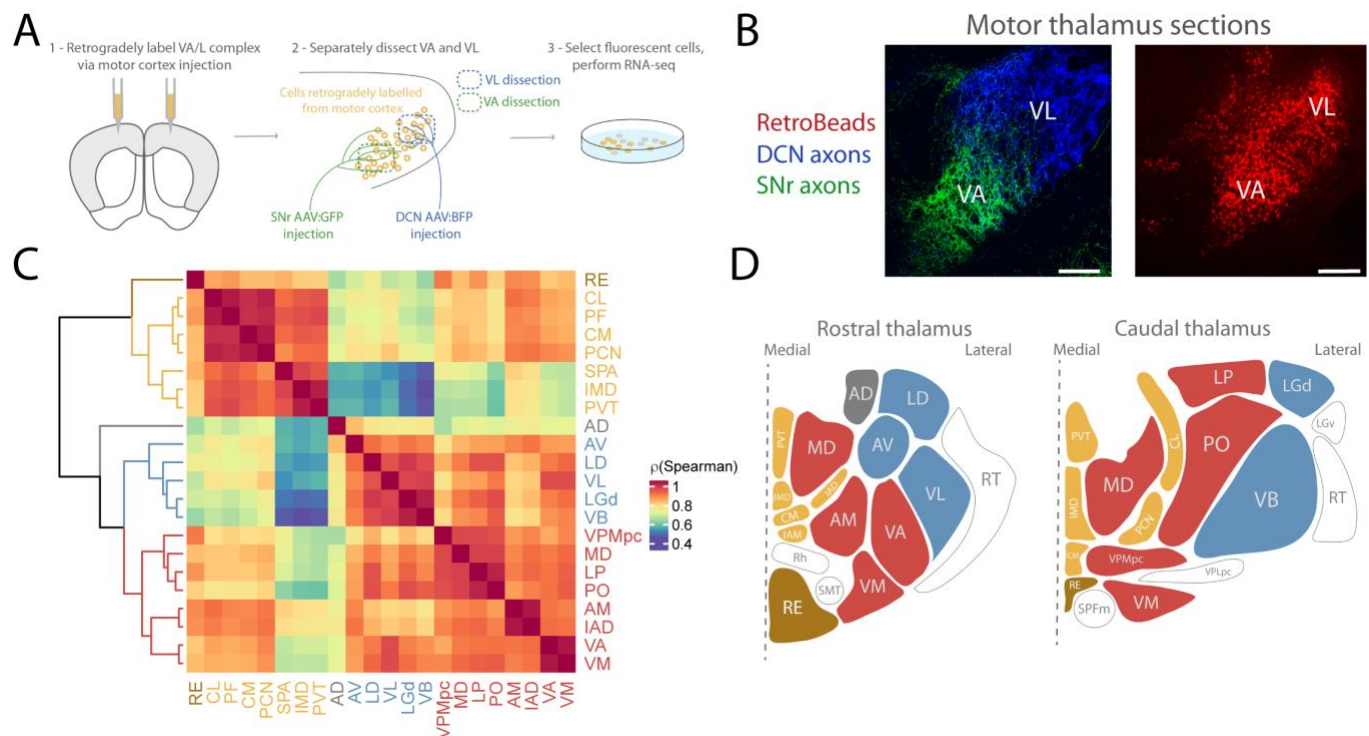 A
1 - Retrogradely label VA/L complex
via motor cortex injection
2 - Separately dissect VA and VL
3 - Select fluorescent cells,
perform RNA-seq
Cells retrogradely labelled
from motor cortex
VL dissection
VA dissection
SNr AAV:GFP
injection
DCN AAV:BFP
injection
B
Motor thalamus sections
RetroBeads
DCN axons
SNr axons
VL
VA
VL
VA
C
RE
CL
PF
CM
PCN
SPA
IMD
PVT
AD
AV
LD
VL
LGd
VB
VPMpc
MD
LP
PO
AM
IAD
VA
VM
RE
CL
PF
CM
PCN
SPA
IMD
PVT
AD
AV
LD
VL
LGd
VB
VPMpc
MD
LP
PO
AM
IAD
VA
VM
ρ(Spearman)
1
0.8
0.6
0.4
D
Rostral thalamus
Medial
Lateral
AD
LD
PVT
MD
AV
IAD
IMD
CM
IAM
AM
VA
VL
RT
Rh
SMT
VM
RE
Caudal thalamus
Medial
Lateral
LP
LGd
LGv
PVT
CL
PO
MD
IMD
PCN
VB
RT
CM
VPMpc
VPLpc
RE
SPFm
VM